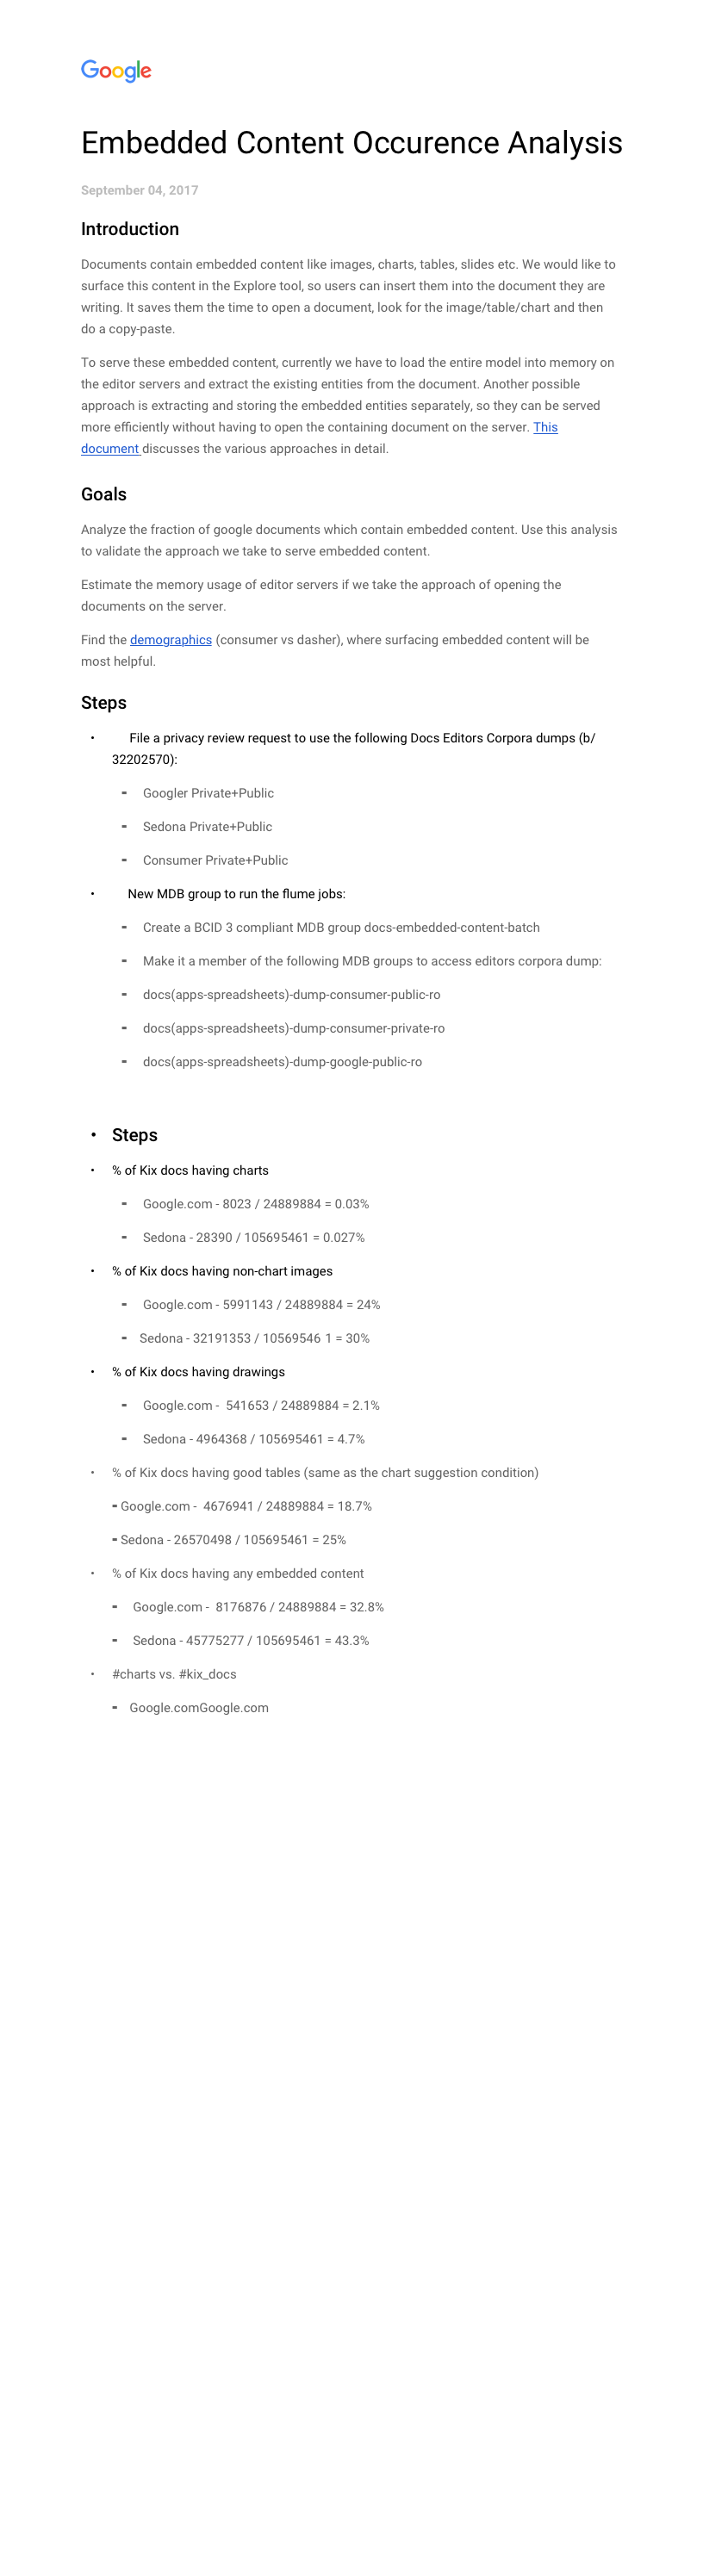 Google
Embedded Content Occurence Analysis
September 04, 2017
Introduction
Documents contain embedded content like images, charts, tables, slides etc. We would like to
surface this content in the Explore tool, so users can insert them into the document they are
writing. It saves them the time to open a document, look for the image/table/chart and then
do a copy-paste.
To serve these embedded content, currently we have to load the entire model into memory on
the editor servers and extract the existing entities from the document. Another possible
approach is extracting and storing the embedded entities separately, so they can be served
more efficiently without having to open the containing document on the server. This
document discusses the various approaches in detail.
Goals
Analyze the fraction of google documents which contain embedded content. Use this analysis
to validate the approach we take to serve embedded content.
Estimate the memory usage of editor servers if we take the approach of opening the
documents on the server.
Find the demographics (consumer vs dasher), where surfacing embedded content will be
most helpful.
Steps
• File a privacy review request to use the following Docs Editors Corpora dumps (b/
32202570):
- Googler Private+Public
- Sedona Private+Public
- Consumer Private+Public
• New MDB group to run the flume jobs:
- Create a BCID 3 compliant MDB group docs-embedded-content-batch
- Make it a member of the following MDB groups to access editors corpora dump:
- docs(apps-spreadsheets)-dump-consumer-public-ro
- docs(apps-spreadsheets)-dump-consumer-private-ro
- docs(apps-spreadsheets)-dump-google-public-ro
• Steps
• % of Kix docs having charts
- Google.com - 8023 / 24889884 = 0.03%
- Sedona - 28390 / 105695461 = 0.027%
• % of Kix docs having non-chart images
- Google.com - 5991143 / 24889884 = 24%
- Sedona - 32191353 / 10569546 1 = 30%
• % of Kix docs having drawings
- Google.com - 541653 / 24889884 = 2.1%
- Sedona - 4964368 / 105695461 = 4.7%
• % of Kix docs having good tables (same as the chart suggestion condition)
- Google.com - 4676941 / 24889884 = 18.7%
- Sedona - 26570498 / 105695461 = 25%
• % of Kix docs having any embedded content
- Google.com - 8176876 / 24889884 = 32.8%
- Sedona - 45775277 / 105695461 = 43.3%
• #charts vs. #kix_docs
- Google.comGoogle.com